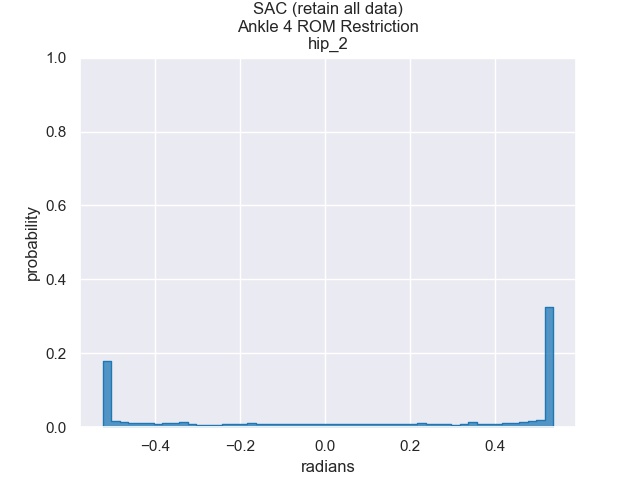 SAC (retain all data)
Ankle 4 ROM Restriction
hip_2
1.0
0.8
0.6
0.4
0.2
0.0
probability
−0.4 −0.2 0.0 0.2 0.4
radians